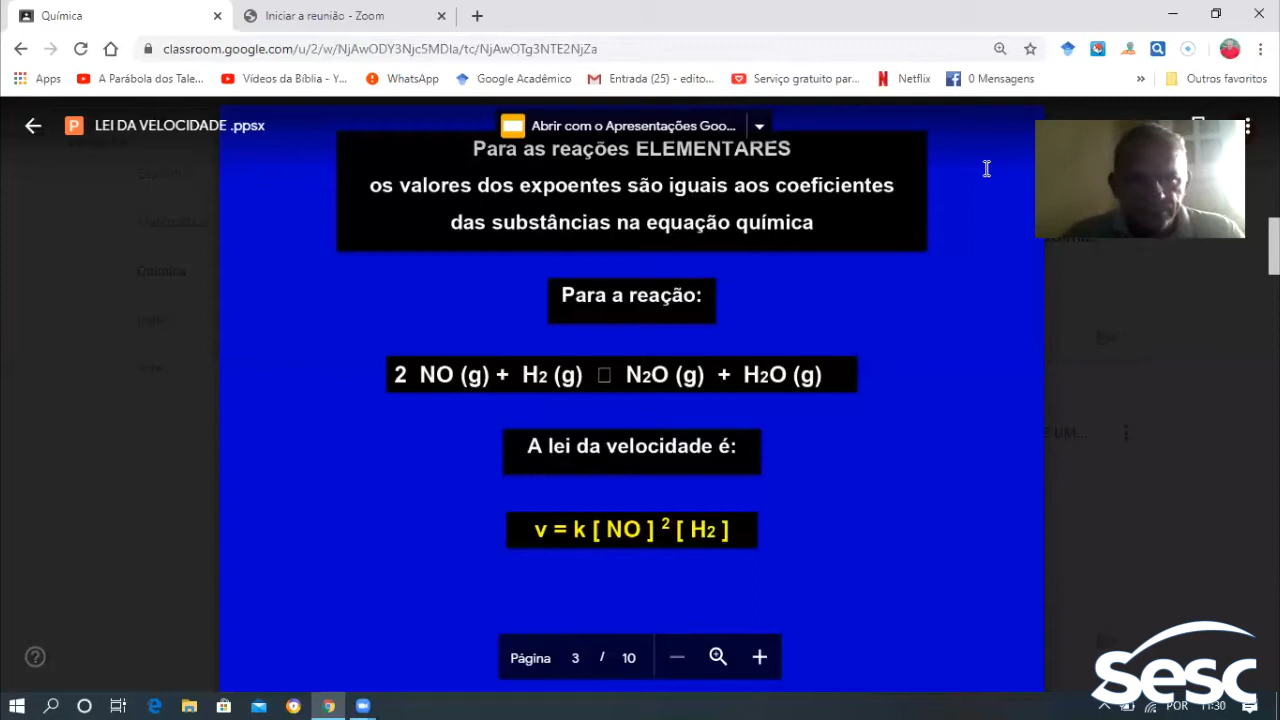 Química
Iniciar a reunião - Zoom
classroom.google.com/u/2/w/NjAwODY3Njc5MDla/tc/NjAwOTg3NTE2NjZa
Apps
A Parábola dos Tale...
Vídeos da Bíblia - Y...
WhatsApp
Google Acadêmico
Entrada (25) - edito...
Serviço gratuito par...
Netflix
0 Mensagens
»
Outros favoritos
LEI DA VELOCIDADE .ppsx
Abrir com o Apresentações Goo...
Para as reações ELEMENTARES
os valores dos expoentes são iguais aos coeficientes
das substâncias na equação química
Química
Para a reação:
2 NO (g) + H2 (g) □ N2O (g) + H2O (g)
A lei da velocidade é:
v = k [ NO ] 2 [ H2 ]
Página 3 / 10
Sesc
POR 11:30